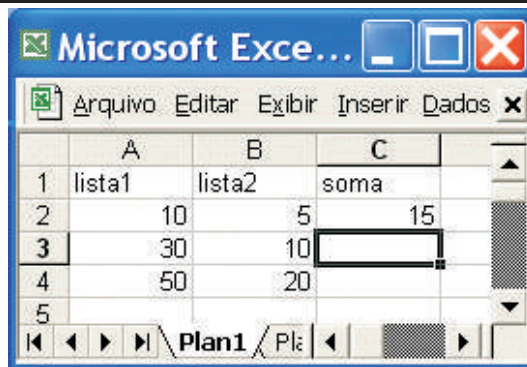 Microsoft Exce...
Arquivo Editar Exibir Inserir Dados
A B C
1 lista1 lista2 soma
2 10 5 15
3 30 10
4 50 20
5
Plan1